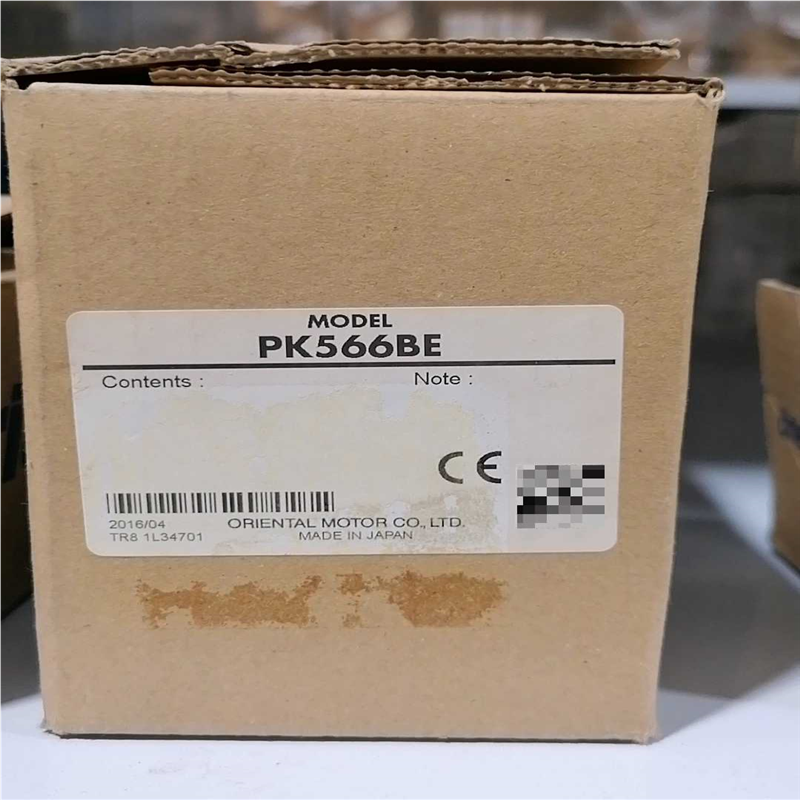 MODEL
PK566BE
Contents :
Note :
CE
2016/04
ORIENTAL MOTOR CO., LTD.
TR8 1L34701
MADE IN JAPAN